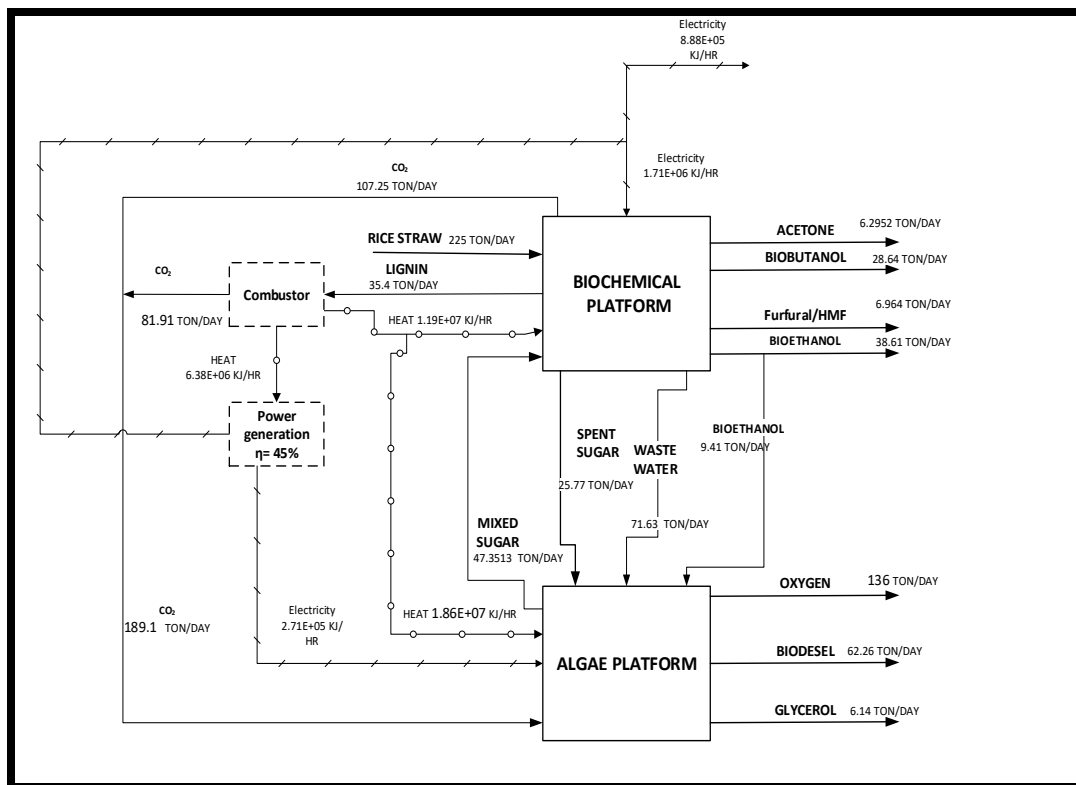 Electricity
8.88E+05
KJ/HR
Electricity
1.71E+06 KJ/HR
CO₂
107.25 TON/DAY
RICE STRAW 225 TON/DAY
LIGNIN
35.4 TON/DAY
CO₂
81.91 TON/DAY
Combustor
HEAT 1.19E+07 KJ/HR
HEAT
6.38E+06 KJ/HR
Power
generation
η= 45%
BIOCHEMICAL
PLATFORM
ACETONE
6.2952 TON/DAY
BIOBUTANOL
28.64 TON/DAY
Furfural/HMF
6.964 TON/DAY
BIOETHANOL
38.61 TON/DAY
SPENT
SUGAR
25.77 TON/DAY
WASTE
WATER
71.63 TON/DAY
BIOETHANOL
9.41 TON/DAY
MIXED
SUGAR
47.3513 TON/DAY
CO₂
189.1 TON/DAY
Electricity
2.71E+05 KJ/
HR
HEAT 1.86E+07 KJ/HR
ALGAE PLATFORM
OXYGEN 136 TON/DAY
BIODESEL 62.26 TON/DAY
GLYCEROL 6.14 TON/DAY